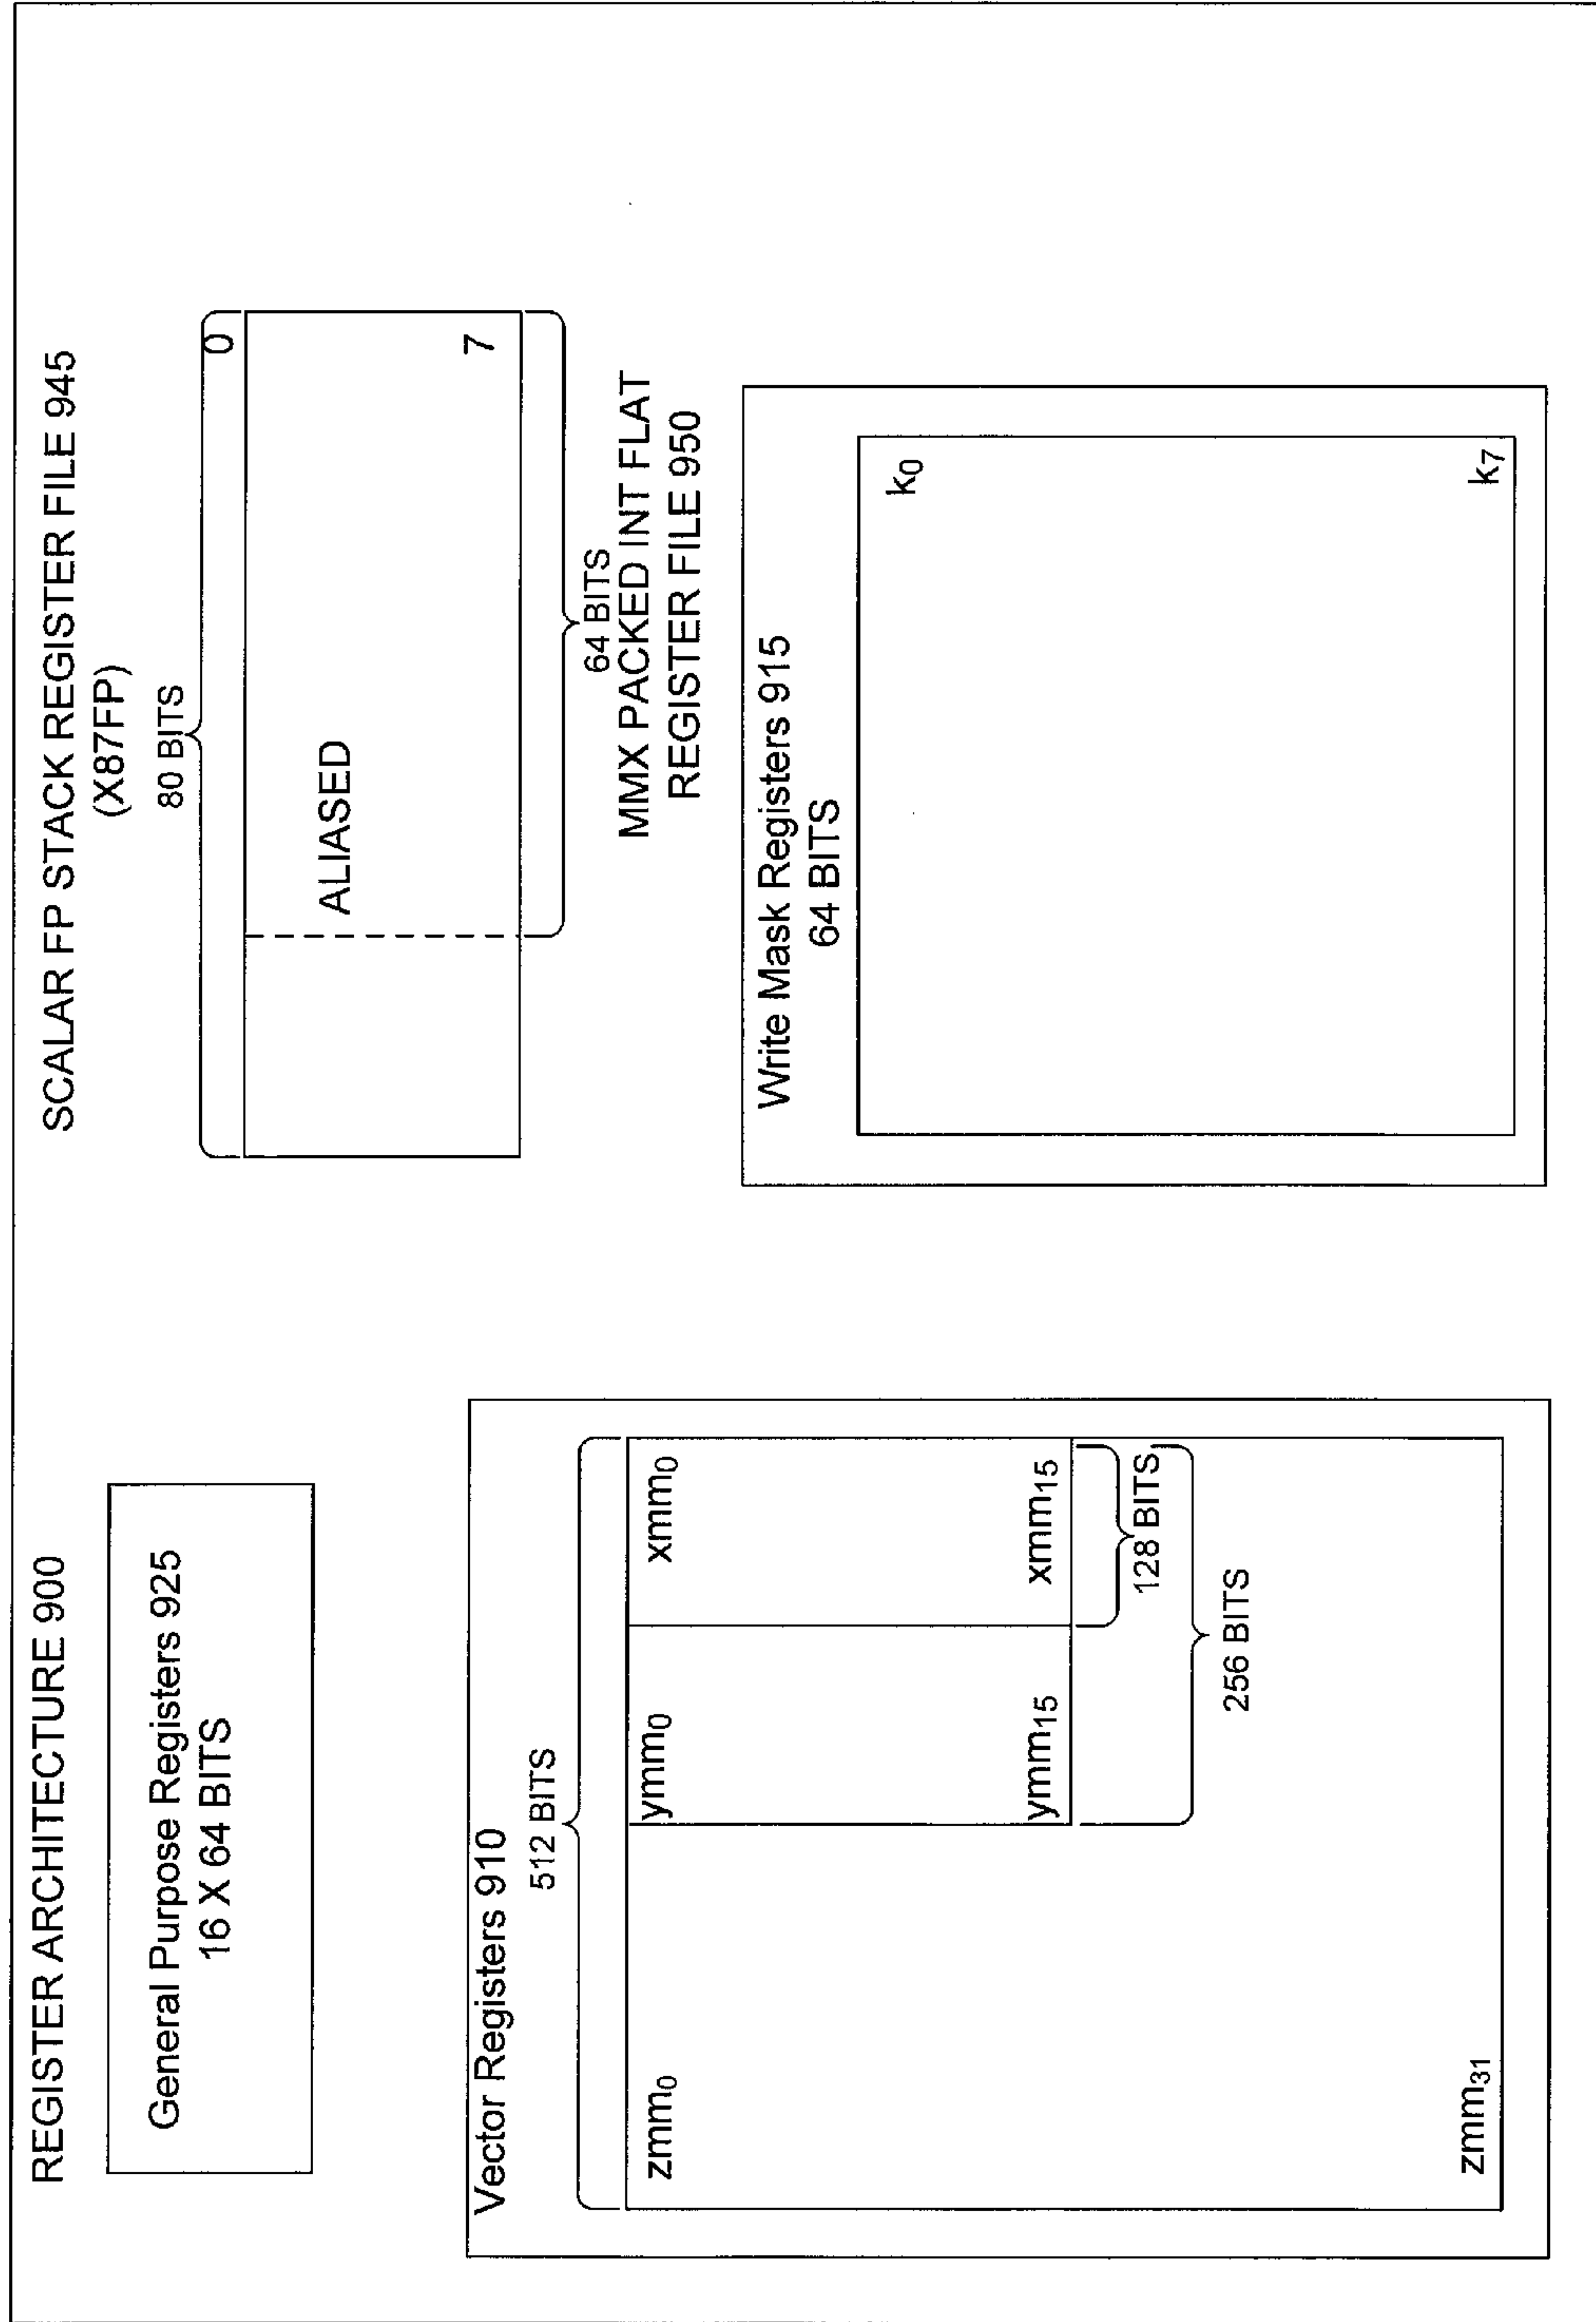 REGISTER ARCHITECTURE 900
General Purpose Registers 925
16 X 64 BITS
Vector Registers 910
512 BITS
zmm0
ymm0
xmm0
ymm15
xmm15
128 BITS
256 BITS
zmm31
SCALAR FP STACK REGISTER FILE 945
(X87FP)
80 BITS
0
ALIASED
7
64 BITS
MMX PACKED INT FLAT
REGISTER FILE 950
Write Mask Registers 915
64 BITS
k0
k7